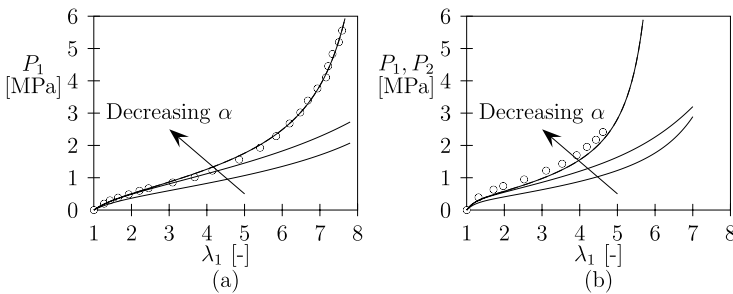 6
5
4
3
2
1
0
P₁
[MPa]
Decreasing α
1 2 3 4 5 6 7 8
λ₁ [-]
(a)
6
5
4
3
2
1
0
P₁, P₂
[MPa]
Decreasing α
1 2 3 4 5 6 7 8
λ₁ [-]
(b)